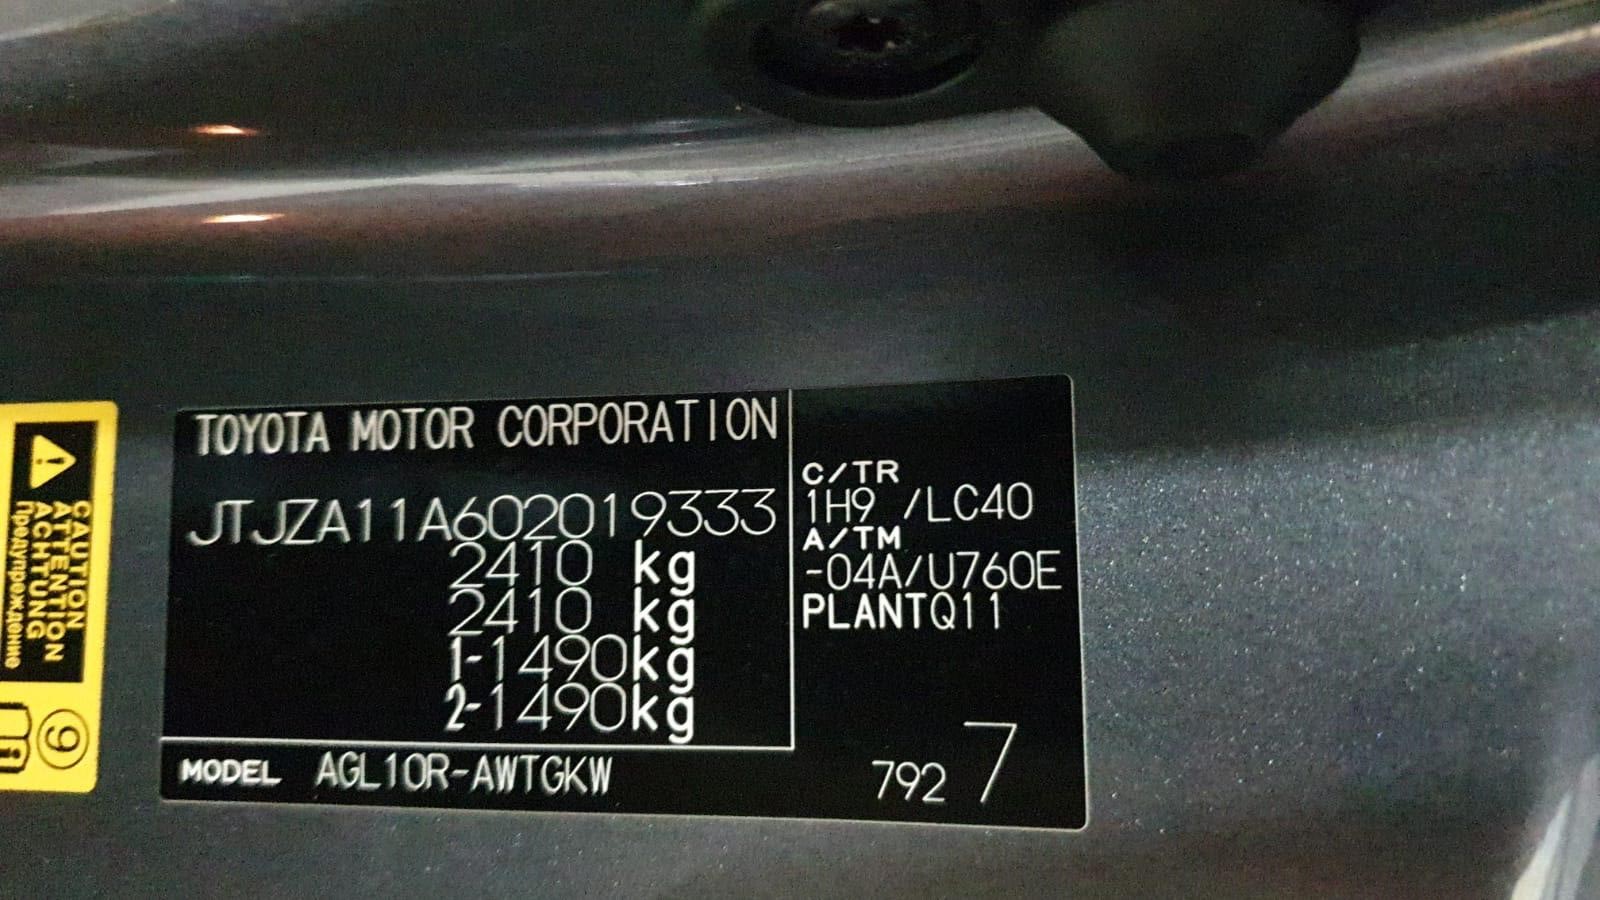 CAUTION
ATTENTION
ACHTUNG
Предупреждение
9
TOYOTA MOTOR CORPORATION
JTJZA11A602019333
2410 kg
2410 kg
1-1490kg
2-1490kg
MODEL AGL10R-AWTGKW
C/TR
1H9 /LC40
A/TM
-04A/U760E
PLANTQ11
792 7